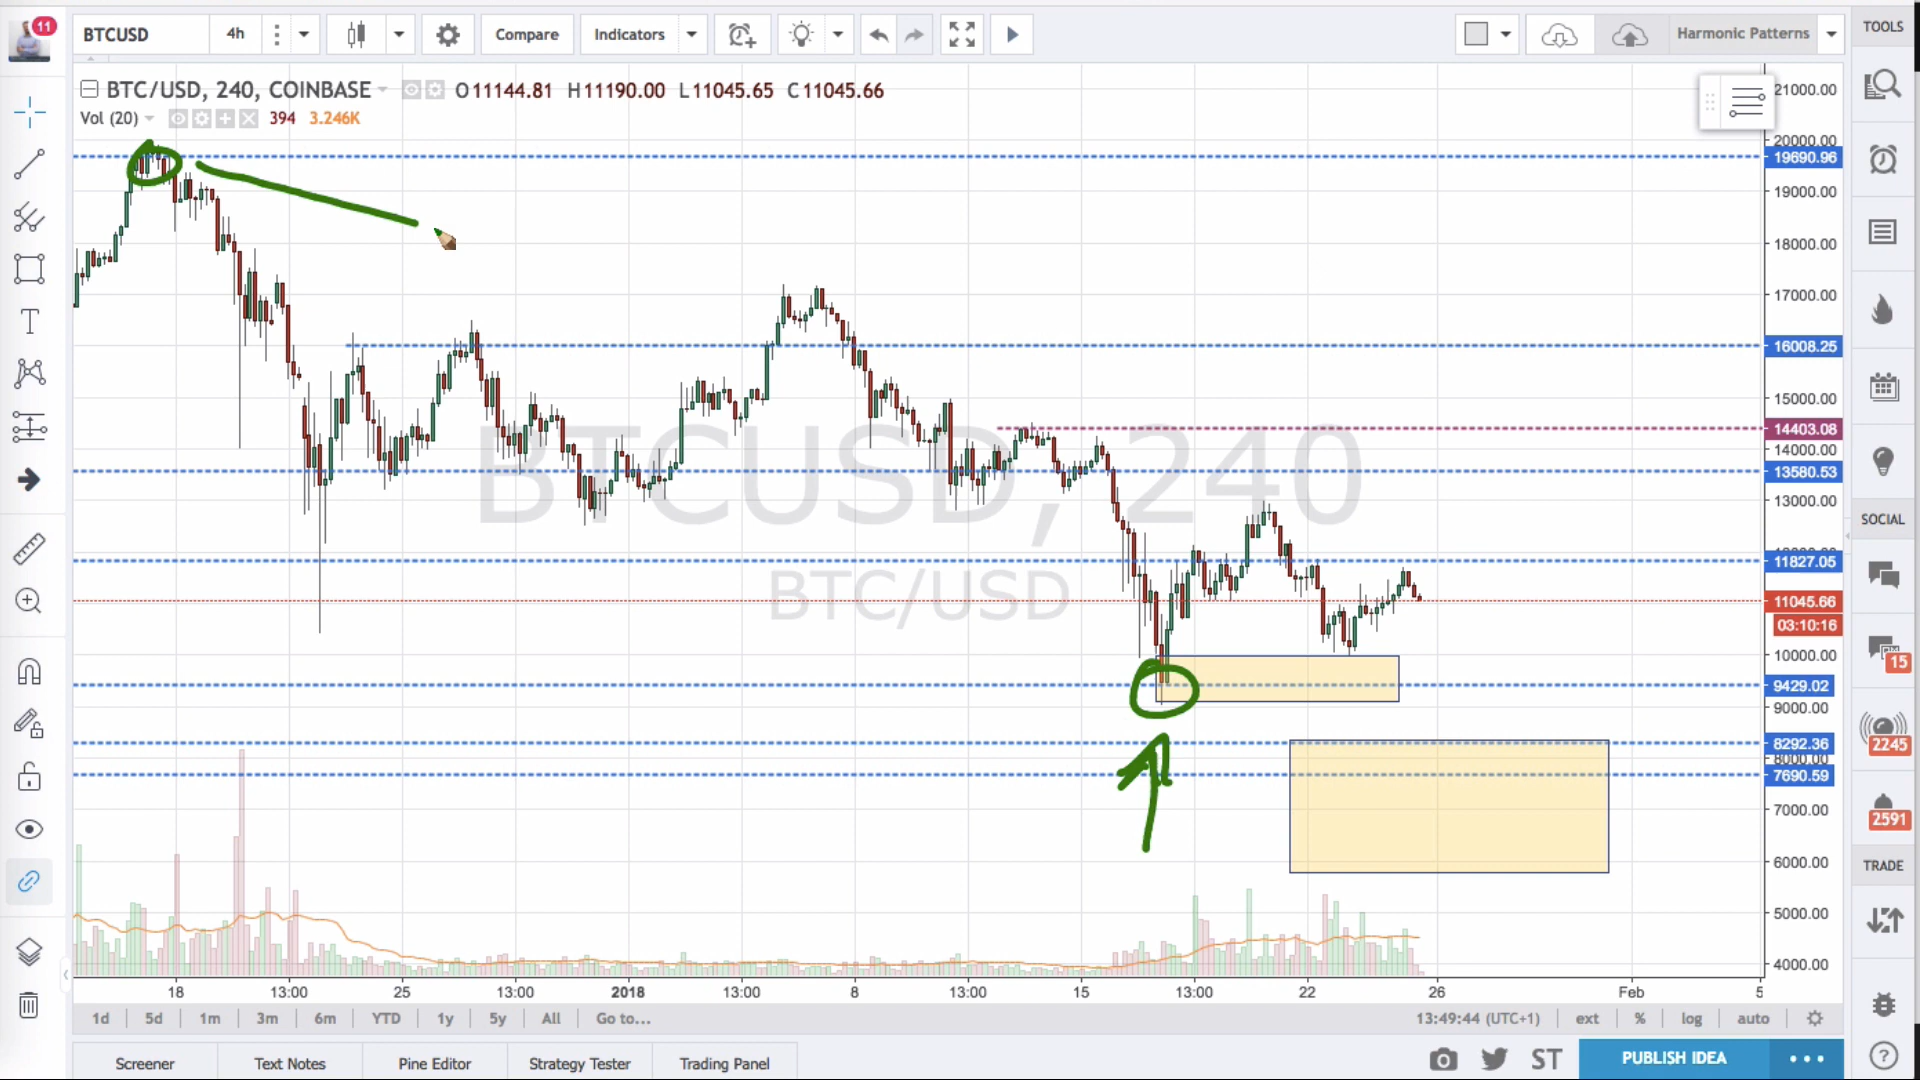 11
BTCUSD 4h Compare Indicators Harmonic Patterns TOOLS
BTC/USD, 240, COINBASE O11144.81 H11190.00 L11045.65 C11045.66
Vol (20) 394 3.246K
21000.00
20000.00
19690.96
19000.00
18000.00
17000.00
16008.25
15000.00
14403.08
14000.00
13580.53
13000.00
BTCUSD, 240
BTC/USD
SOCIAL
11827.05
11045.66
03:10:16
10000.00
15
9429.02
9000.00
8292.36
2245
8000.00
7690.59
7000.00
2591
6000.00
TRADE
5000.00
4000.00
18 13:00 25 13:00 2018 13:00 8 13:00 15 13:00 22 26 Feb 5
1d 5d 1m 3m 6m YTD 1y 5y All Go to... 13:49:44 (UTC+1) ext % log auto
Screener Text Notes Pine Editor Strategy Tester Trading Panel ST PUBLISH IDEA